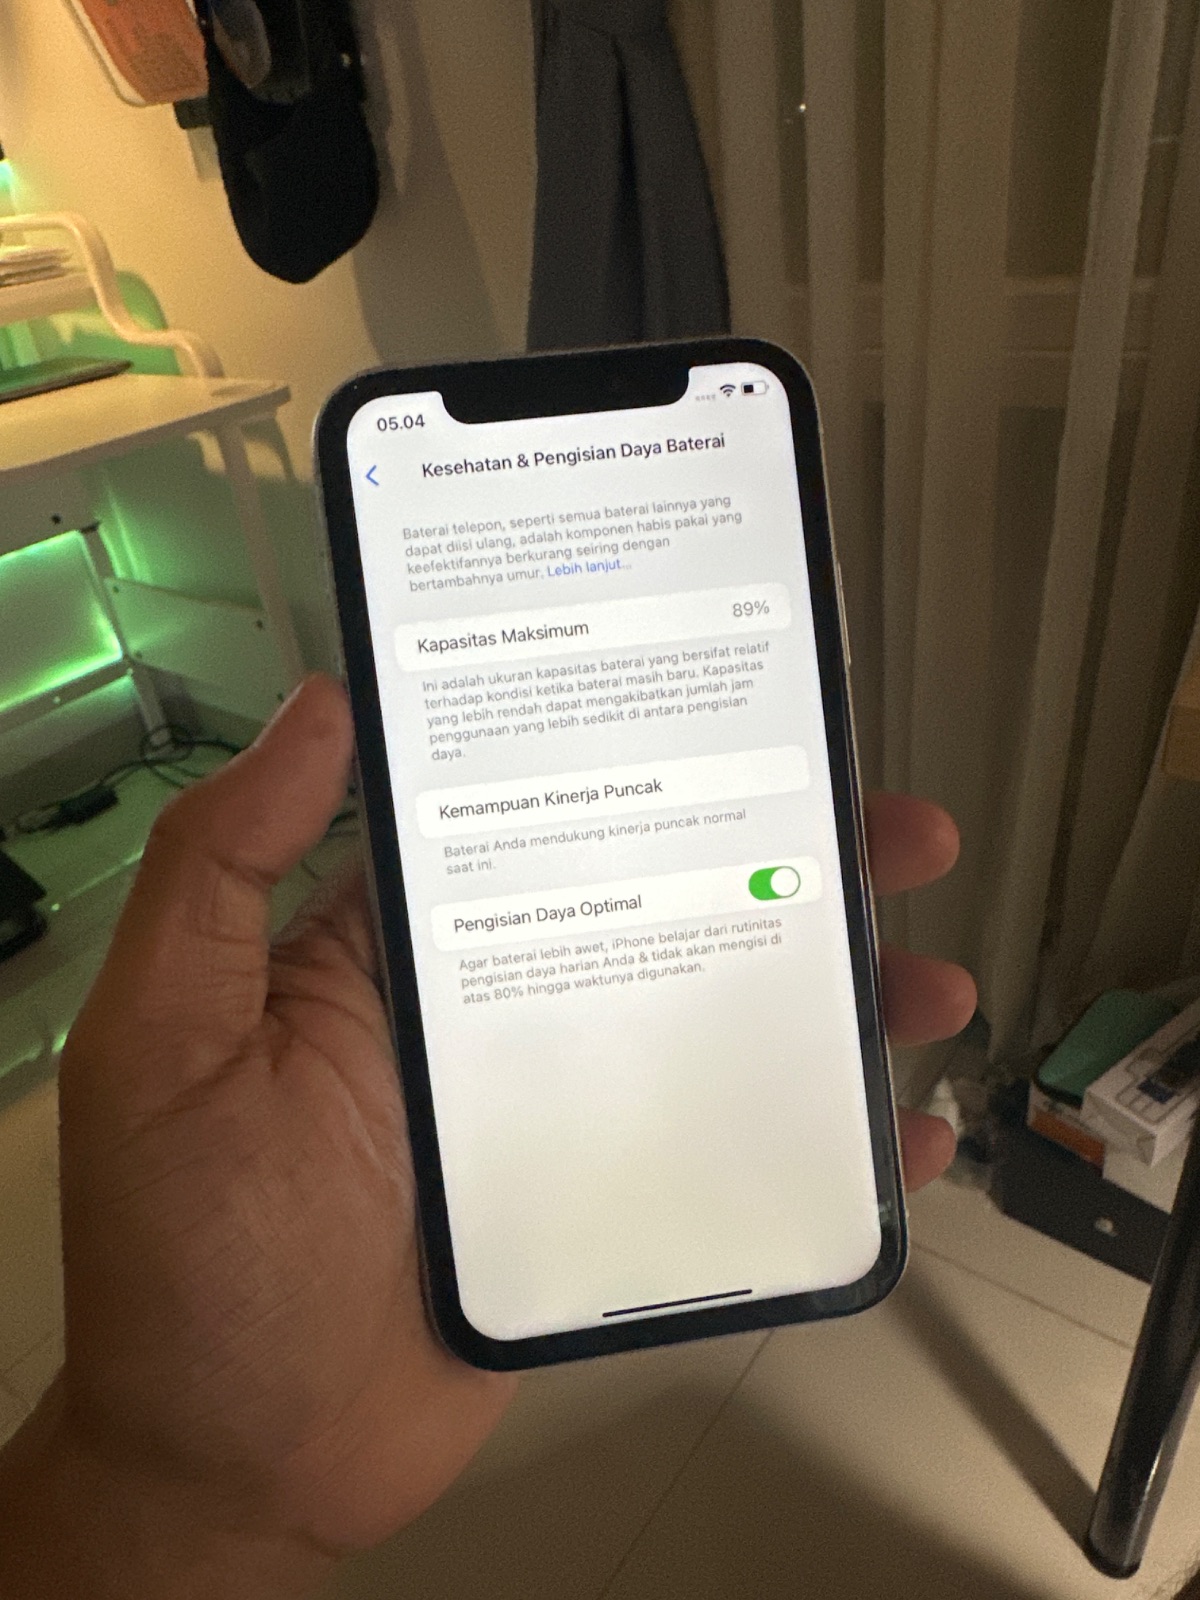 05.04
Kesehatan & Pengisian Daya Baterai
Baterai telepon, seperti semua baterai lainnya yang
dapat diisi ulang, adalah komponen habis pakai yang
keefektifannya berkurang seiring dengan
bertambahnya umur. Lebih lanjut...
Kapasitas Maksimum 89%
Ini adalah ukuran kapasitas baterai yang bersifat relatif
terhadap kondisi ketika baterai masih baru. Kapasitas
yang lebih rendah dapat mengakibatkan jumlah jam
penggunaan yang lebih sedikit di antara pengisian
daya.
Kemampuan Kinerja Puncak
Baterai Anda mendukung kinerja puncak normal
saat ini.
Pengisian Daya Optimal
Agar baterai lebih awet, iPhone belajar dari rutinitas
pengisian daya harian Anda & tidak akan mengisi di
atas 80% hingga waktunya digunakan.